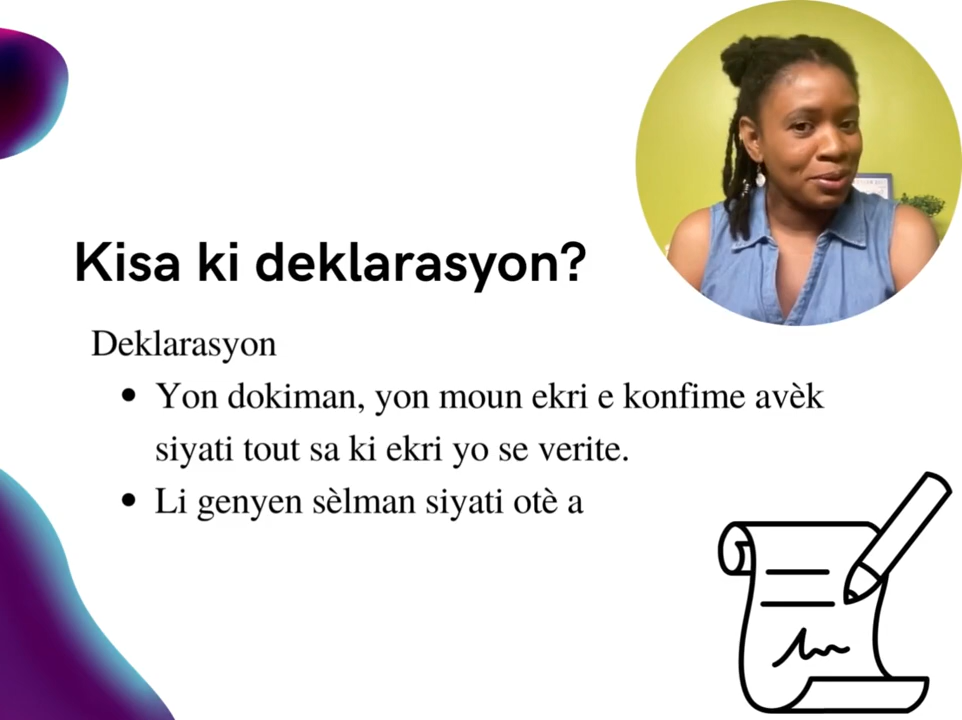 Kisa ki deklarasyon?
Deklarasyon
• Yon dokiman, yon moun ekri e konfime avèk
siyati tout sa ki ekri yo se verite.
• Li genyen sèlman siyati otè a